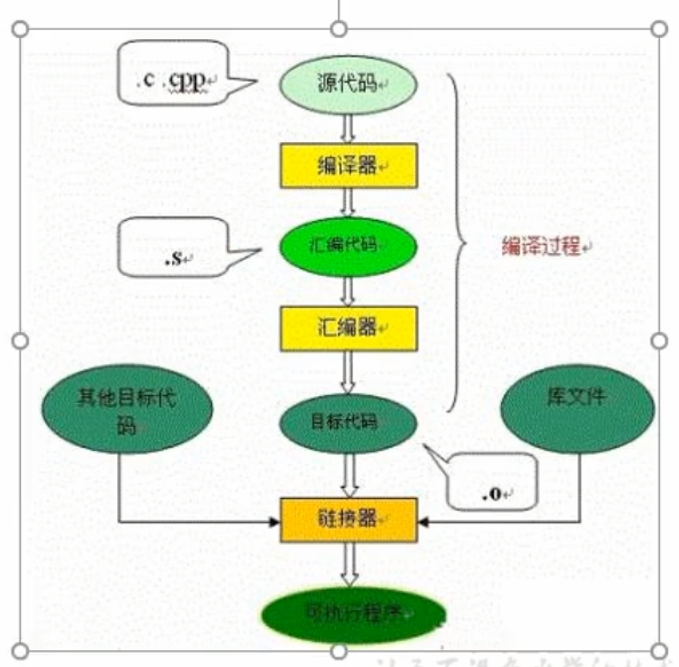 .c .cpp
源代码
编译器
汇编代码
.s
编译过程
汇编器
其他目标代
码
目标代码
库文件
.o
链接器
可执行程序